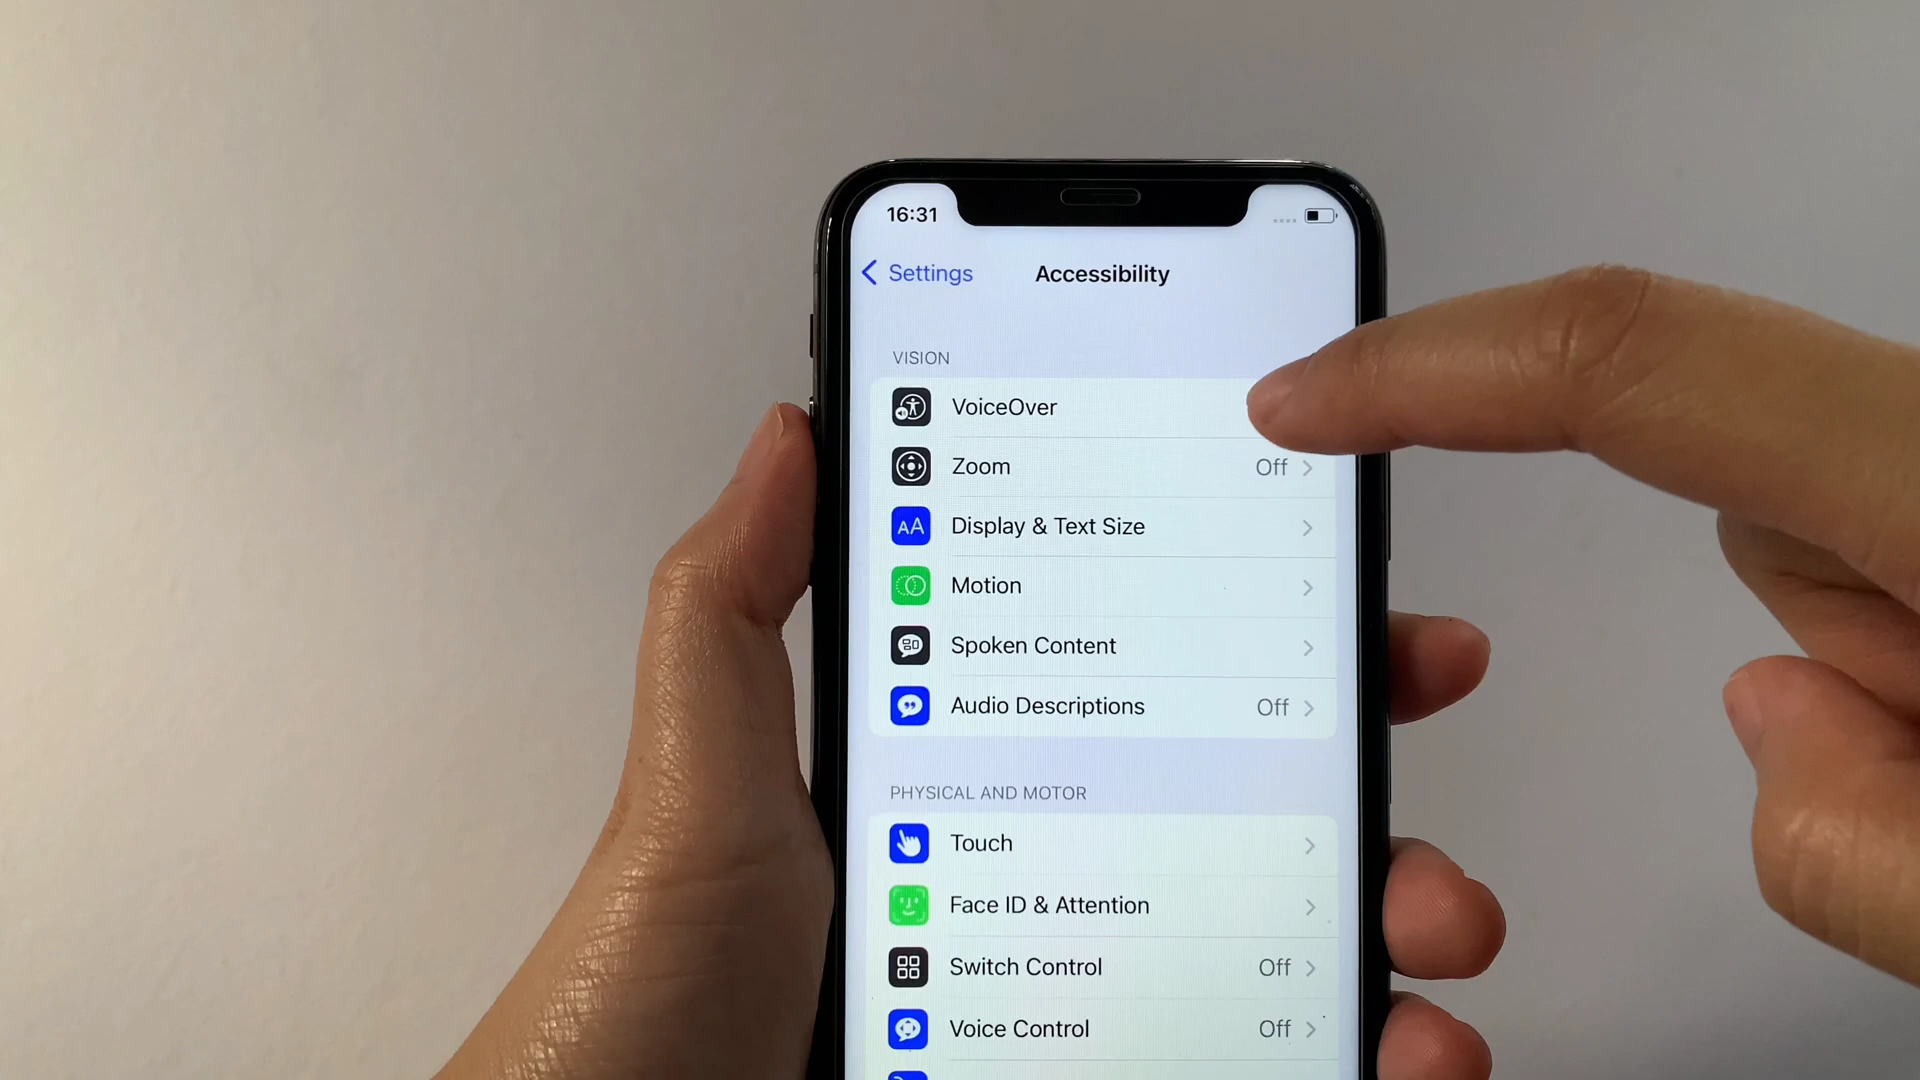 16:31
Settings
Accessibility
VISION
VoiceOver
Zoom Off
AA Display & Text Size
Motion
Spoken Content
Audio Descriptions Off
PHYSICAL AND MOTOR
Touch
Face ID & Attention
Switch Control Off
Voice Control Off